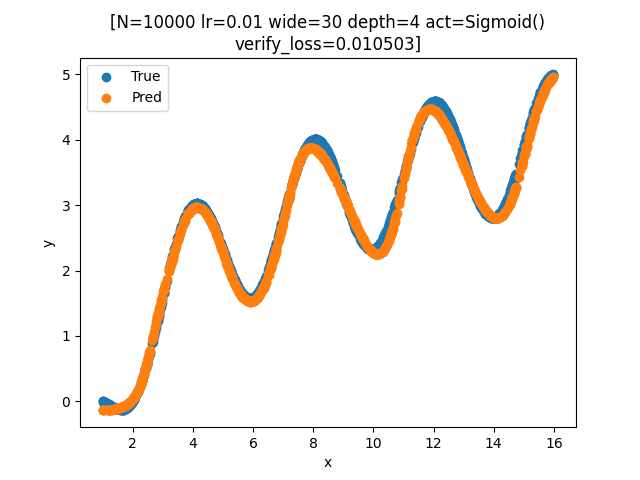 [N=10000 lr=0.01 wide=30 depth=4 act=Sigmoid()
verify_loss=0.010503]
True
Pred
5
4
3
2
1
0
y
2 4 6 8 10 12 14 16
x